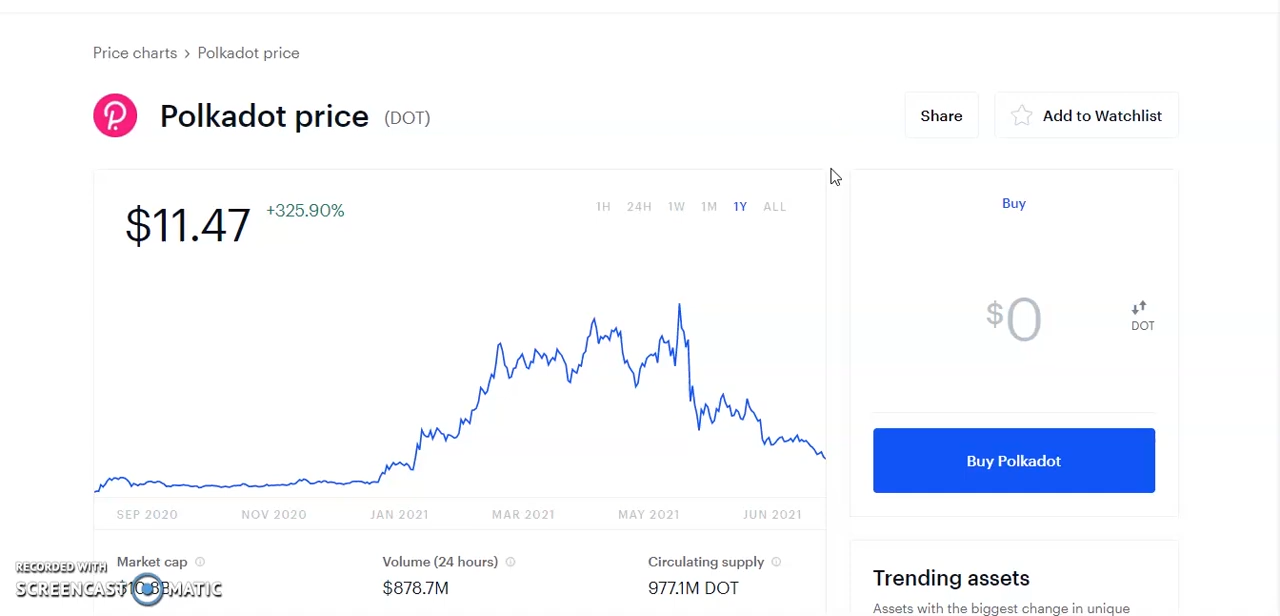 Price charts › Polkadot price
Polkadot price (DOT)
Share
Add to Watchlist
$11.47 +325.90%
1H 24H 1W 1M 1Y ALL
Buy
$0
DOT
Buy Polkadot
SEP 2020 NOV 2020 JAN 2021 MAR 2021 MAY 2021 JUN 2021
Market cap
Volume (24 hours)
$878.7M
Circulating supply
977.1M DOT
RECORDED WITH
SCREENCAST MATIC
Trending assets
Assets with the biggest change in unique